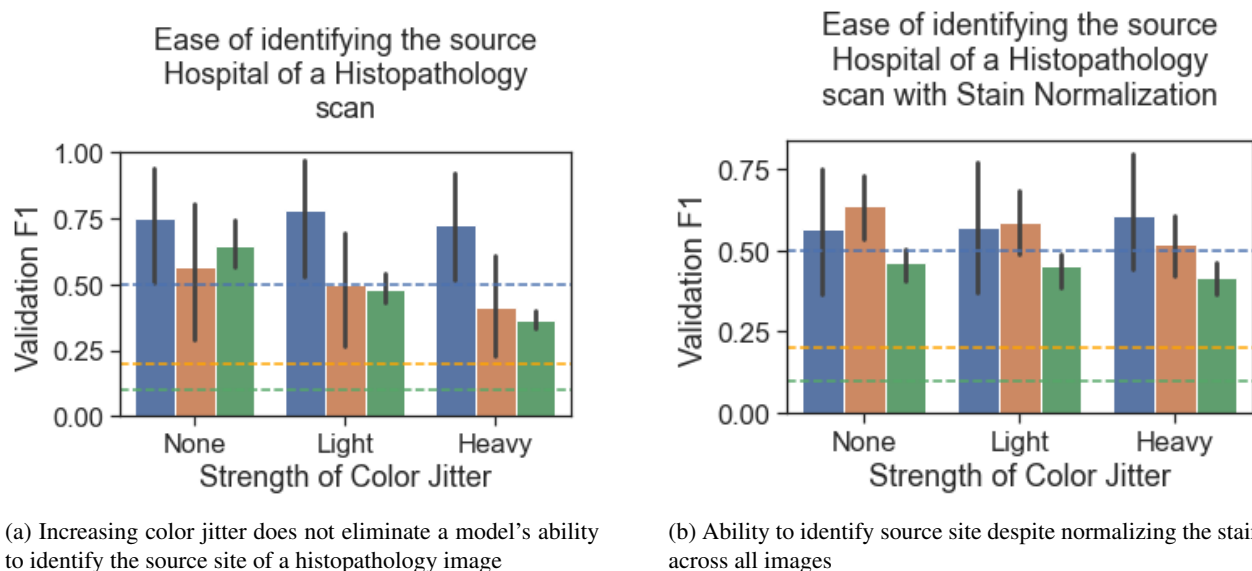 Ease of identifying the source
Hospital of a Histopathology
scan
1.00
0.75
0.50
0.25
0.00
Validation F1
None Light Heavy
Strength of Color Jitter
(a) Increasing color jitter does not eliminate a model's ability
to identify the source site of a histopathology image
Ease of identifying the source
Hospital of a Histopathology
scan with Stain Normalization
0.75
0.50
0.25
0.00
Validation F1
None Light Heavy
Strength of Color Jitter
(b) Ability to identify source site despite normalizing the stain
across all images